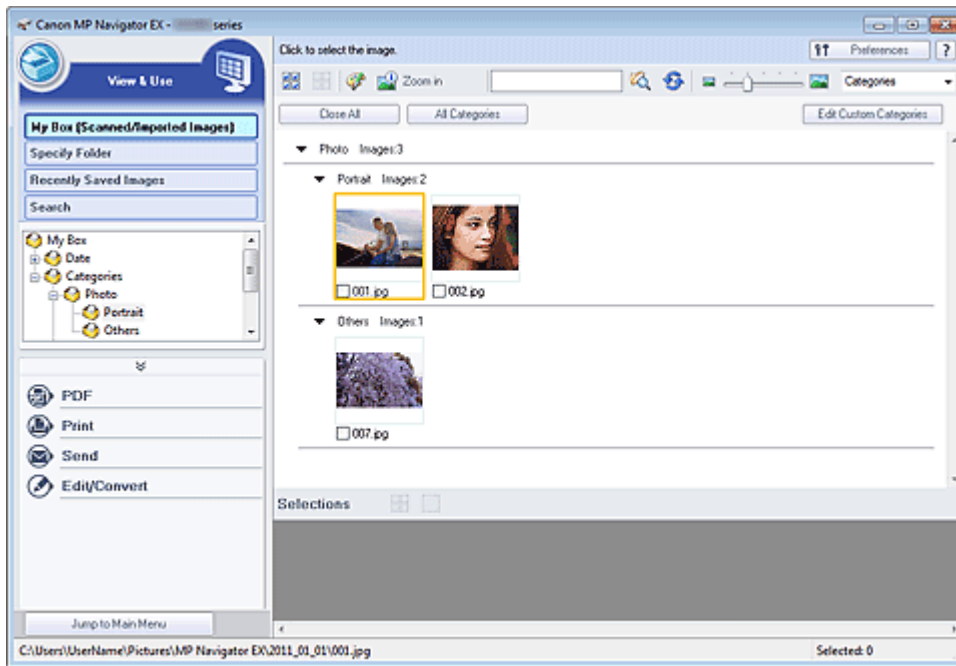 Canon MP Navigator EX - series
View & Use
My Box (Scanned/Imported Images)
Specify Folder
Recently Saved Images
Search
My Box
Date
Categories
Photo
Portrait
Others
PDF
Print
Send
Edit/Convert
Jump to Main Menu
Click to select the image.
Preferences
?
Zoom in
Categories
Close All
All Categories
Edit Custom Categories
Photo Images:3
Portrait Images:2
001.jpg
002.jpg
Others Images:1
007.jpg
Selections
C:\Users\UserName\Pictures\MP Navigator EX\2011_01_01\001.jpg
Selected: 0